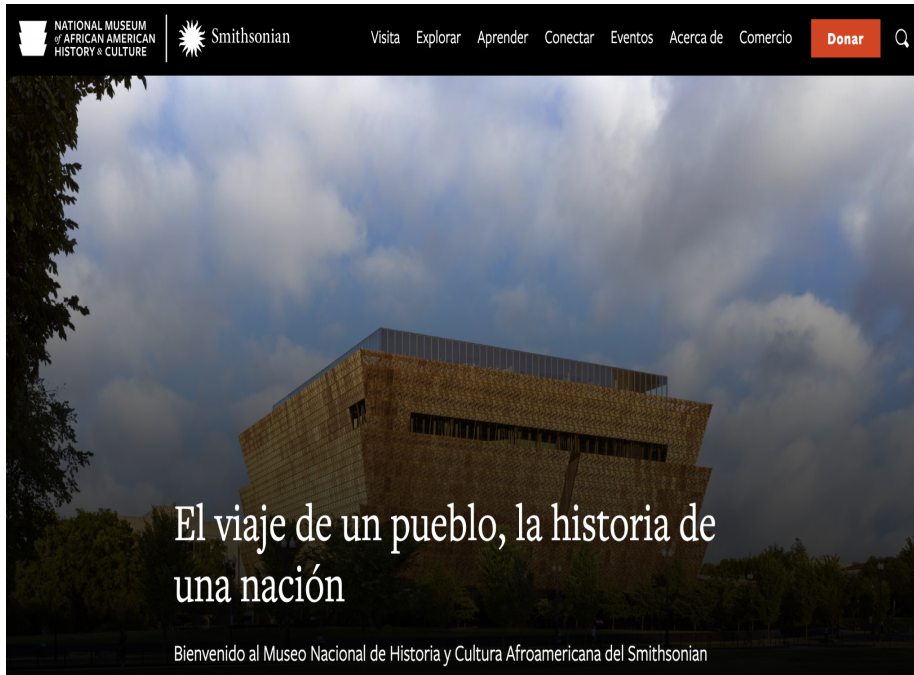 NATIONAL MUSEUM
of AFRICAN AMERICAN
HISTORY & CULTURE
Smithsonian
Visita Explorar Aprender Conectar Eventos Acerca de Comercio Donar
El viaje de un pueblo, la historia de
una nación
Bienvenido al Museo Nacional de Historia y Cultura Afroamericana del Smithsonian